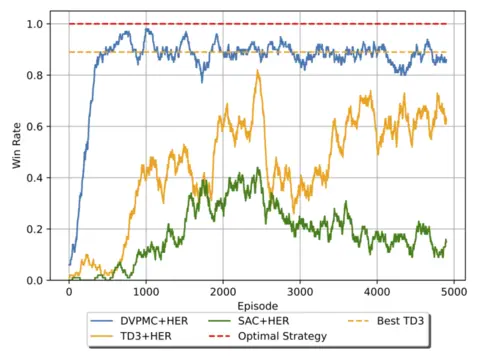 1.0
0.8
0.6
0.4
0.2
0.0
Win Rate
0 1000 2000 3000 4000 5000
Episode
DVPMC+HER SAC+HER Best TD3
TD3+HER Optimal Strategy